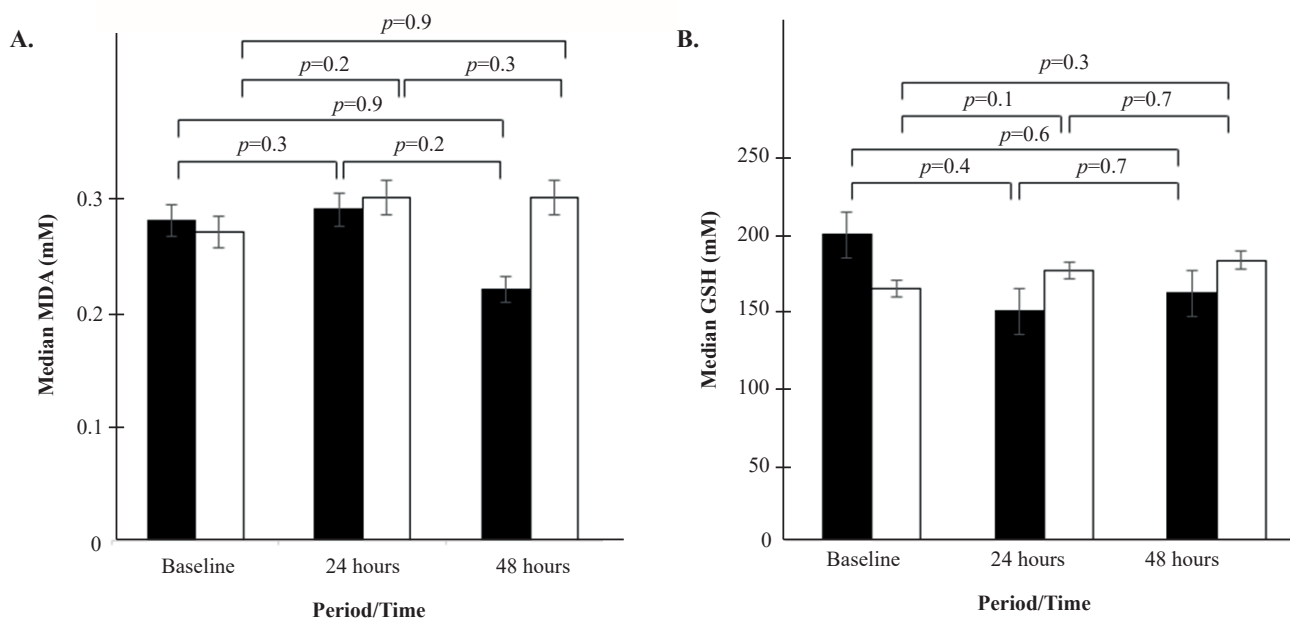 A.
p=0.9
p=0.2
p=0.3
p=0.9
p=0.3
p=0.2
Median MDA (mM)
0.3
0.2
0.1
0
Baseline
24 hours
48 hours
Period/Time
B.
p=0.3
p=0.1
p=0.7
p=0.6
p=0.4
p=0.7
Median GSH (mM)
250
200
150
100
50
0
Baseline
24 hours
48 hours
Period/Time